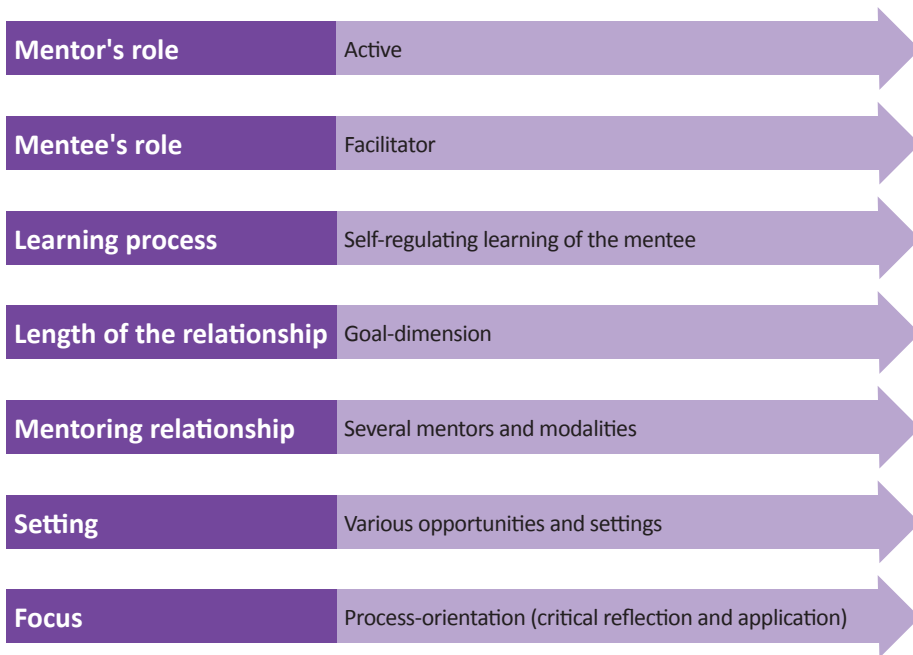 Mentor's role Active
Mentee's role Facilitator
Learning process Self-regulating learning of the mentee
Length of the relationship Goal-dimension
Mentoring relationship Several mentors and modalities
Setting Various opportunities and settings
Focus Process-orientation (critical reflection and application)